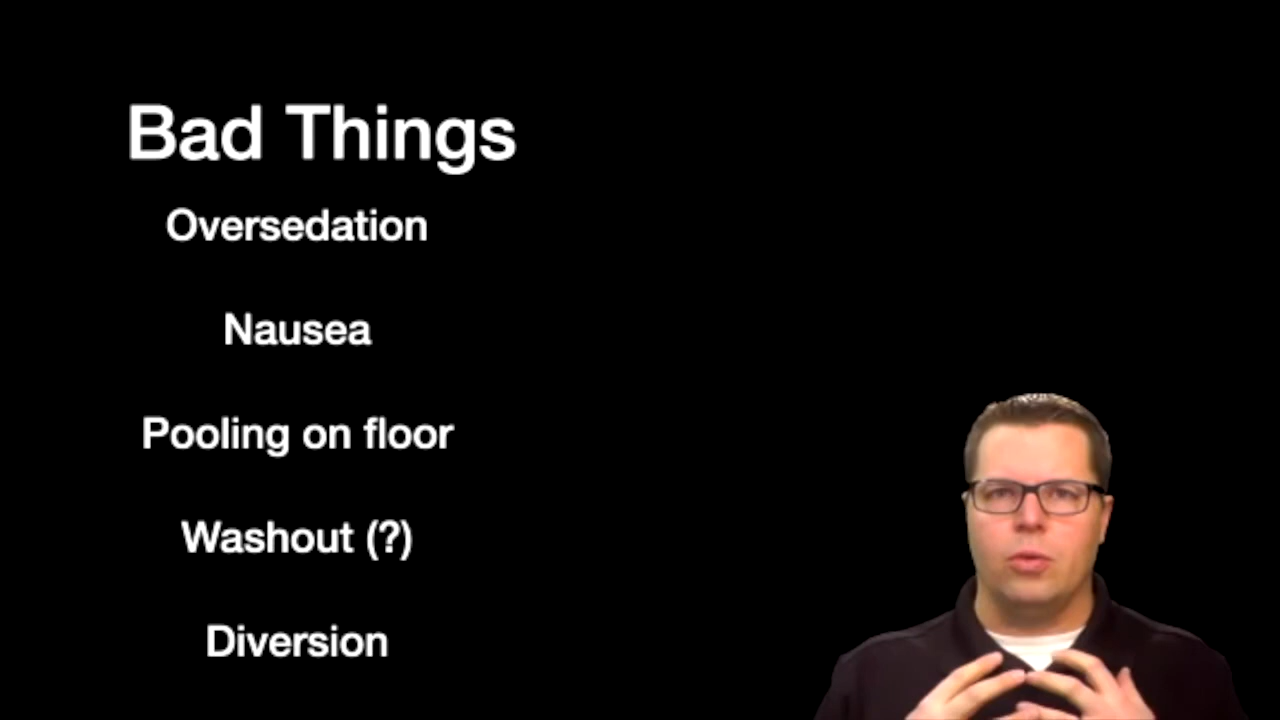 Bad Things
Oversedation
Nausea
Pooling on floor
Washout (?)
Diversion